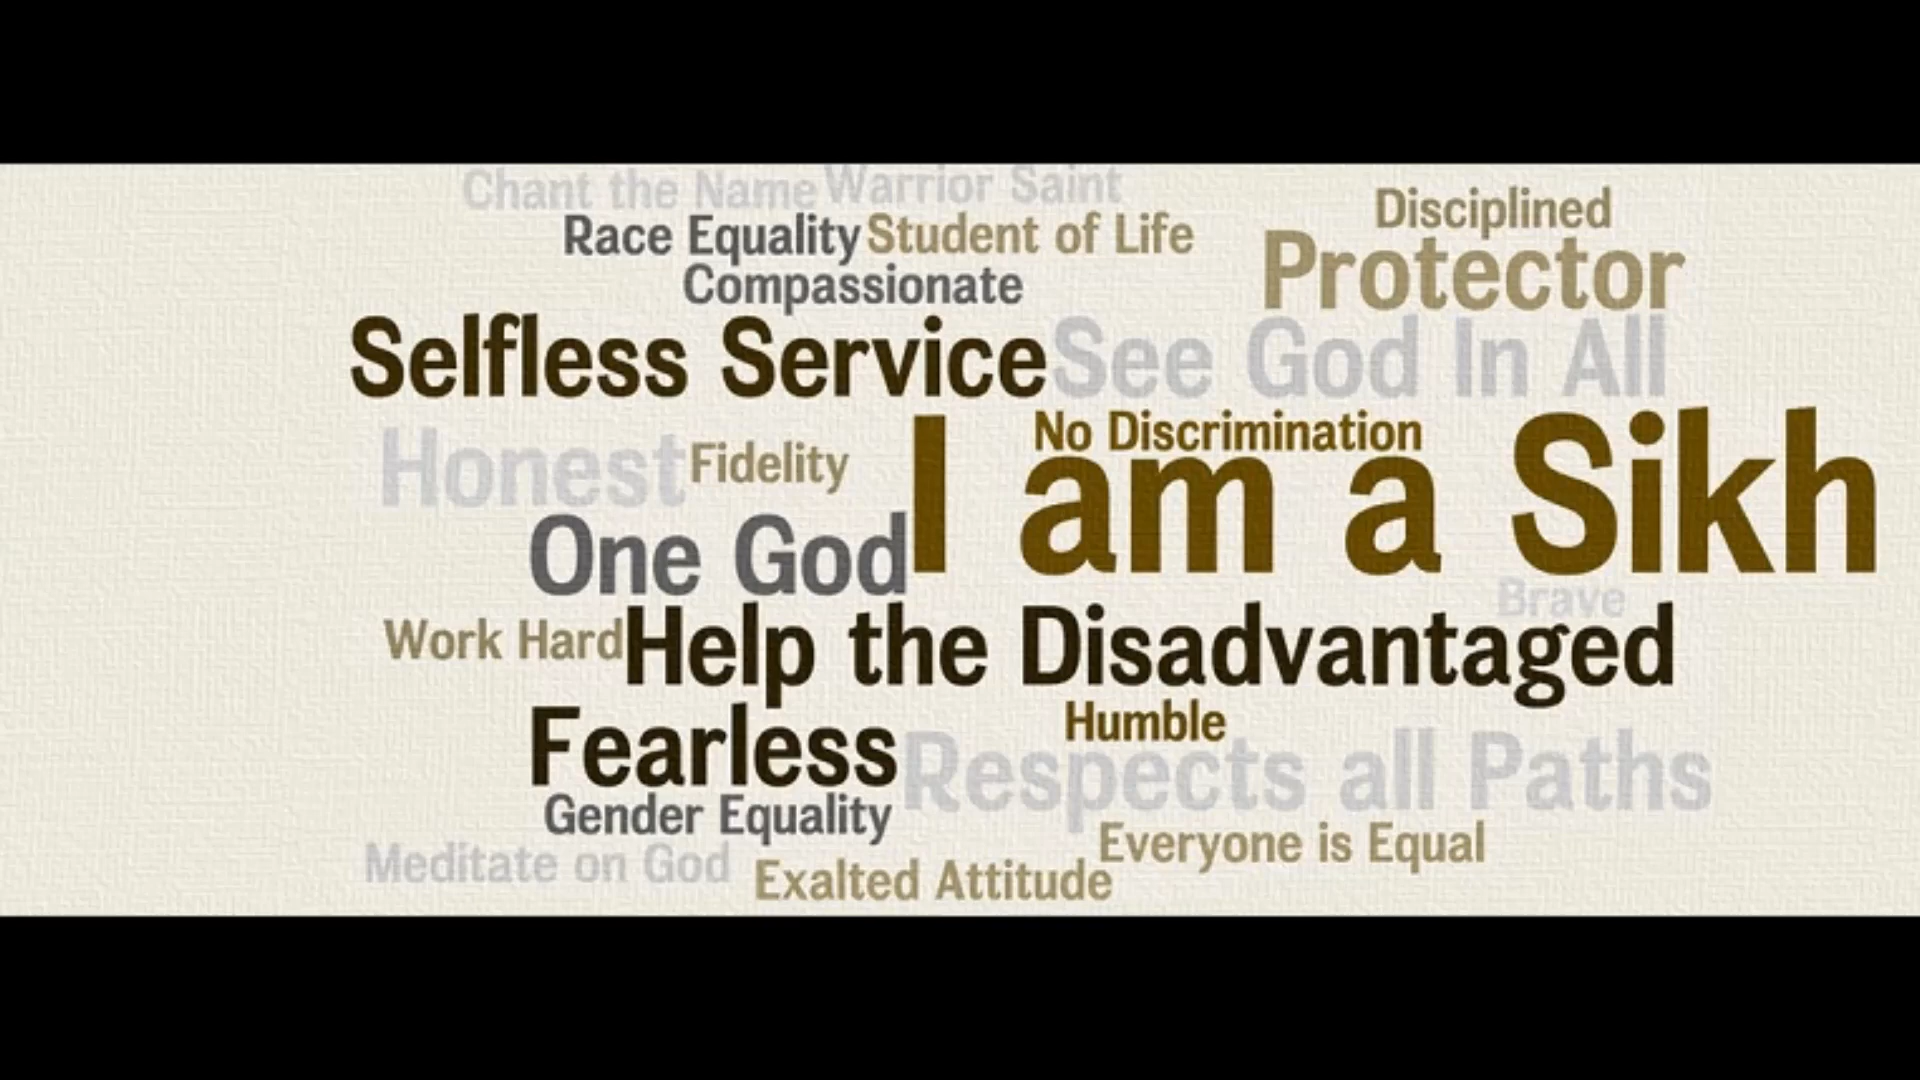 Chant the Name Warrior Saint
Disciplined
Race Equality Student of Life
Protector
Compassionate
Selfless Service See God In All
No Discrimination
Honest Fidelity
I am a Sikh
One God
Brave
Work Hard Help the Disadvantaged
Humble
Fearless Respects all Paths
Gender Equality
Everyone is Equal
Meditate on God Exalted Attitude